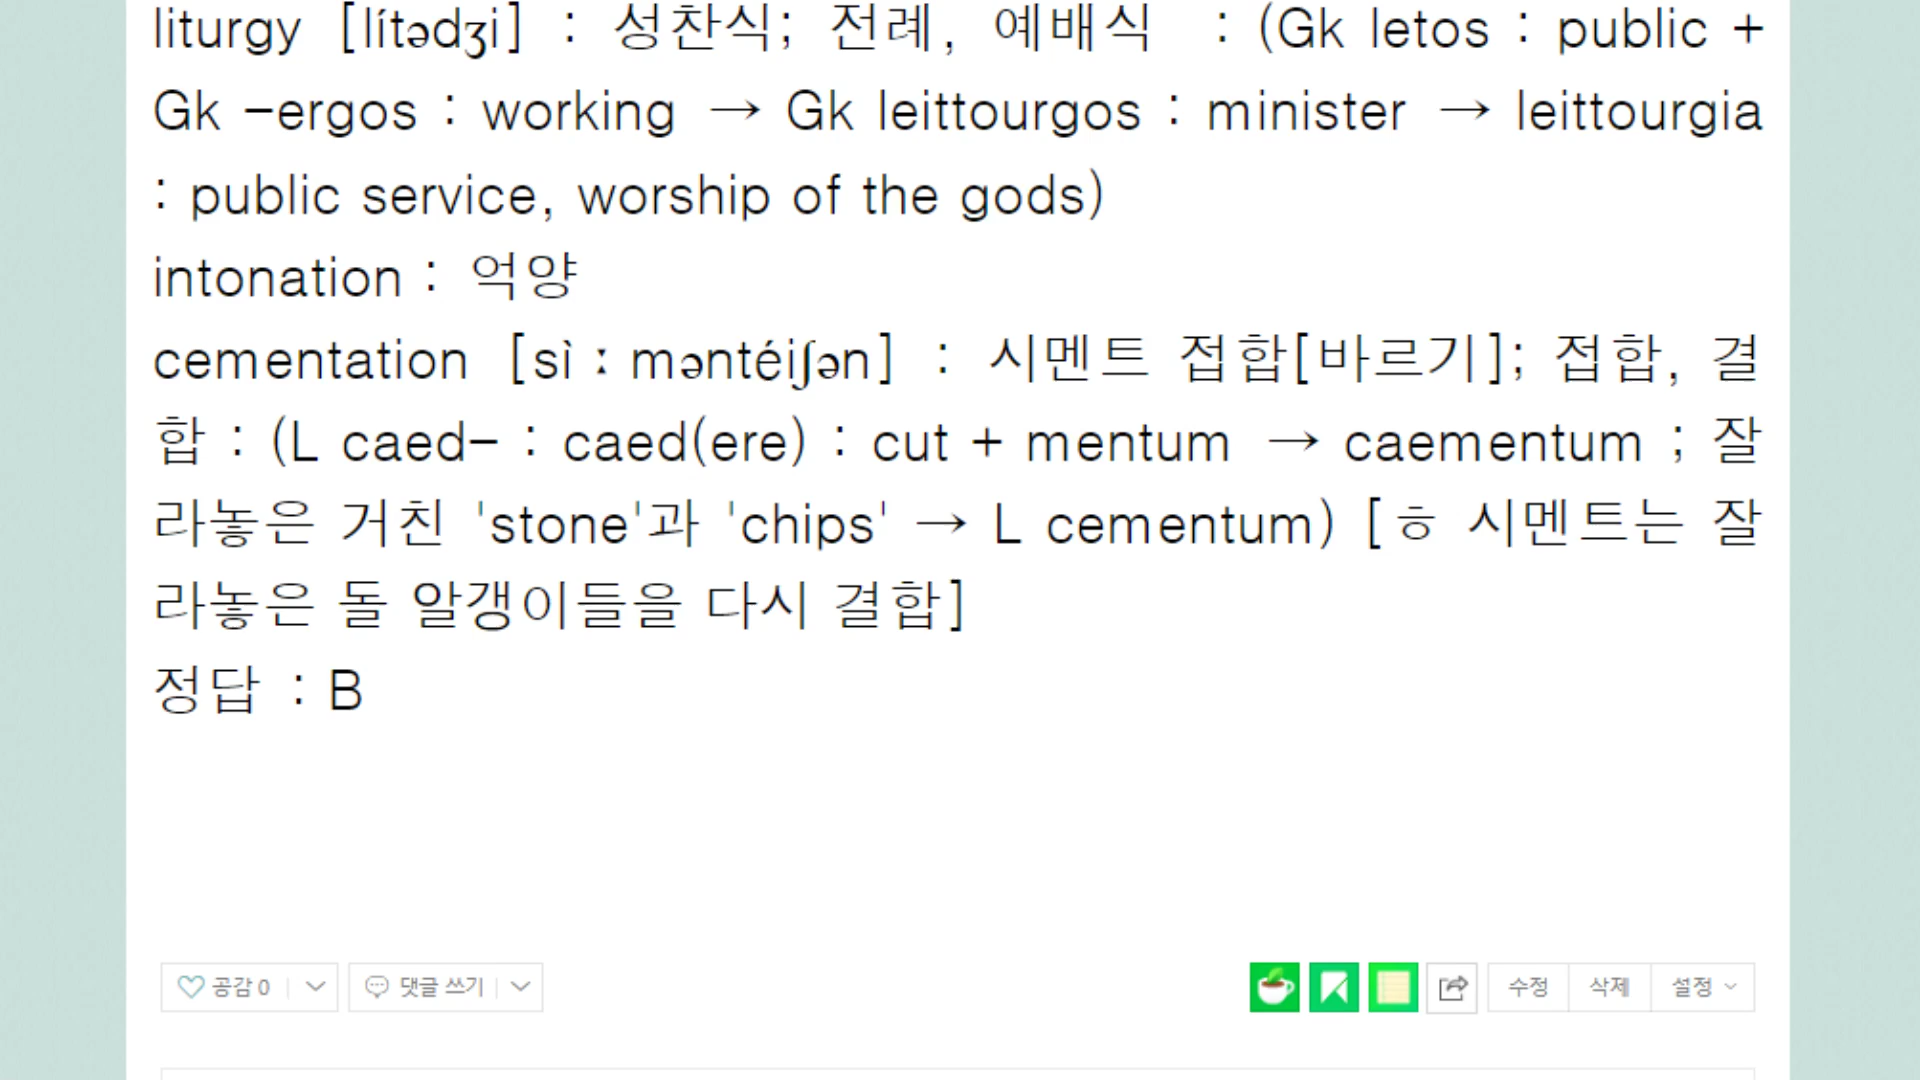 liturgy [lítədʒi] : 성찬식; 전례, 예배식 : (Gk letos : public +
Gk -ergos : working → Gk leittourgos : minister → leittourgia
: public service, worship of the gods)
intonation : 억양
cementation [sì : məntéiʃən] : 시멘트 접합[바르기]; 접합, 결
합 : (L caed- : caed(ere) : cut + mentum → caementum ; 잘
라놓은 거친 'stone'과 'chips' → L cementum) [ㅎ 시멘트는 잘
라놓은 돌 알갱이들을 다시 결합]
정답 : B
공감 0 댓글 쓰기 수정 삭제 설정